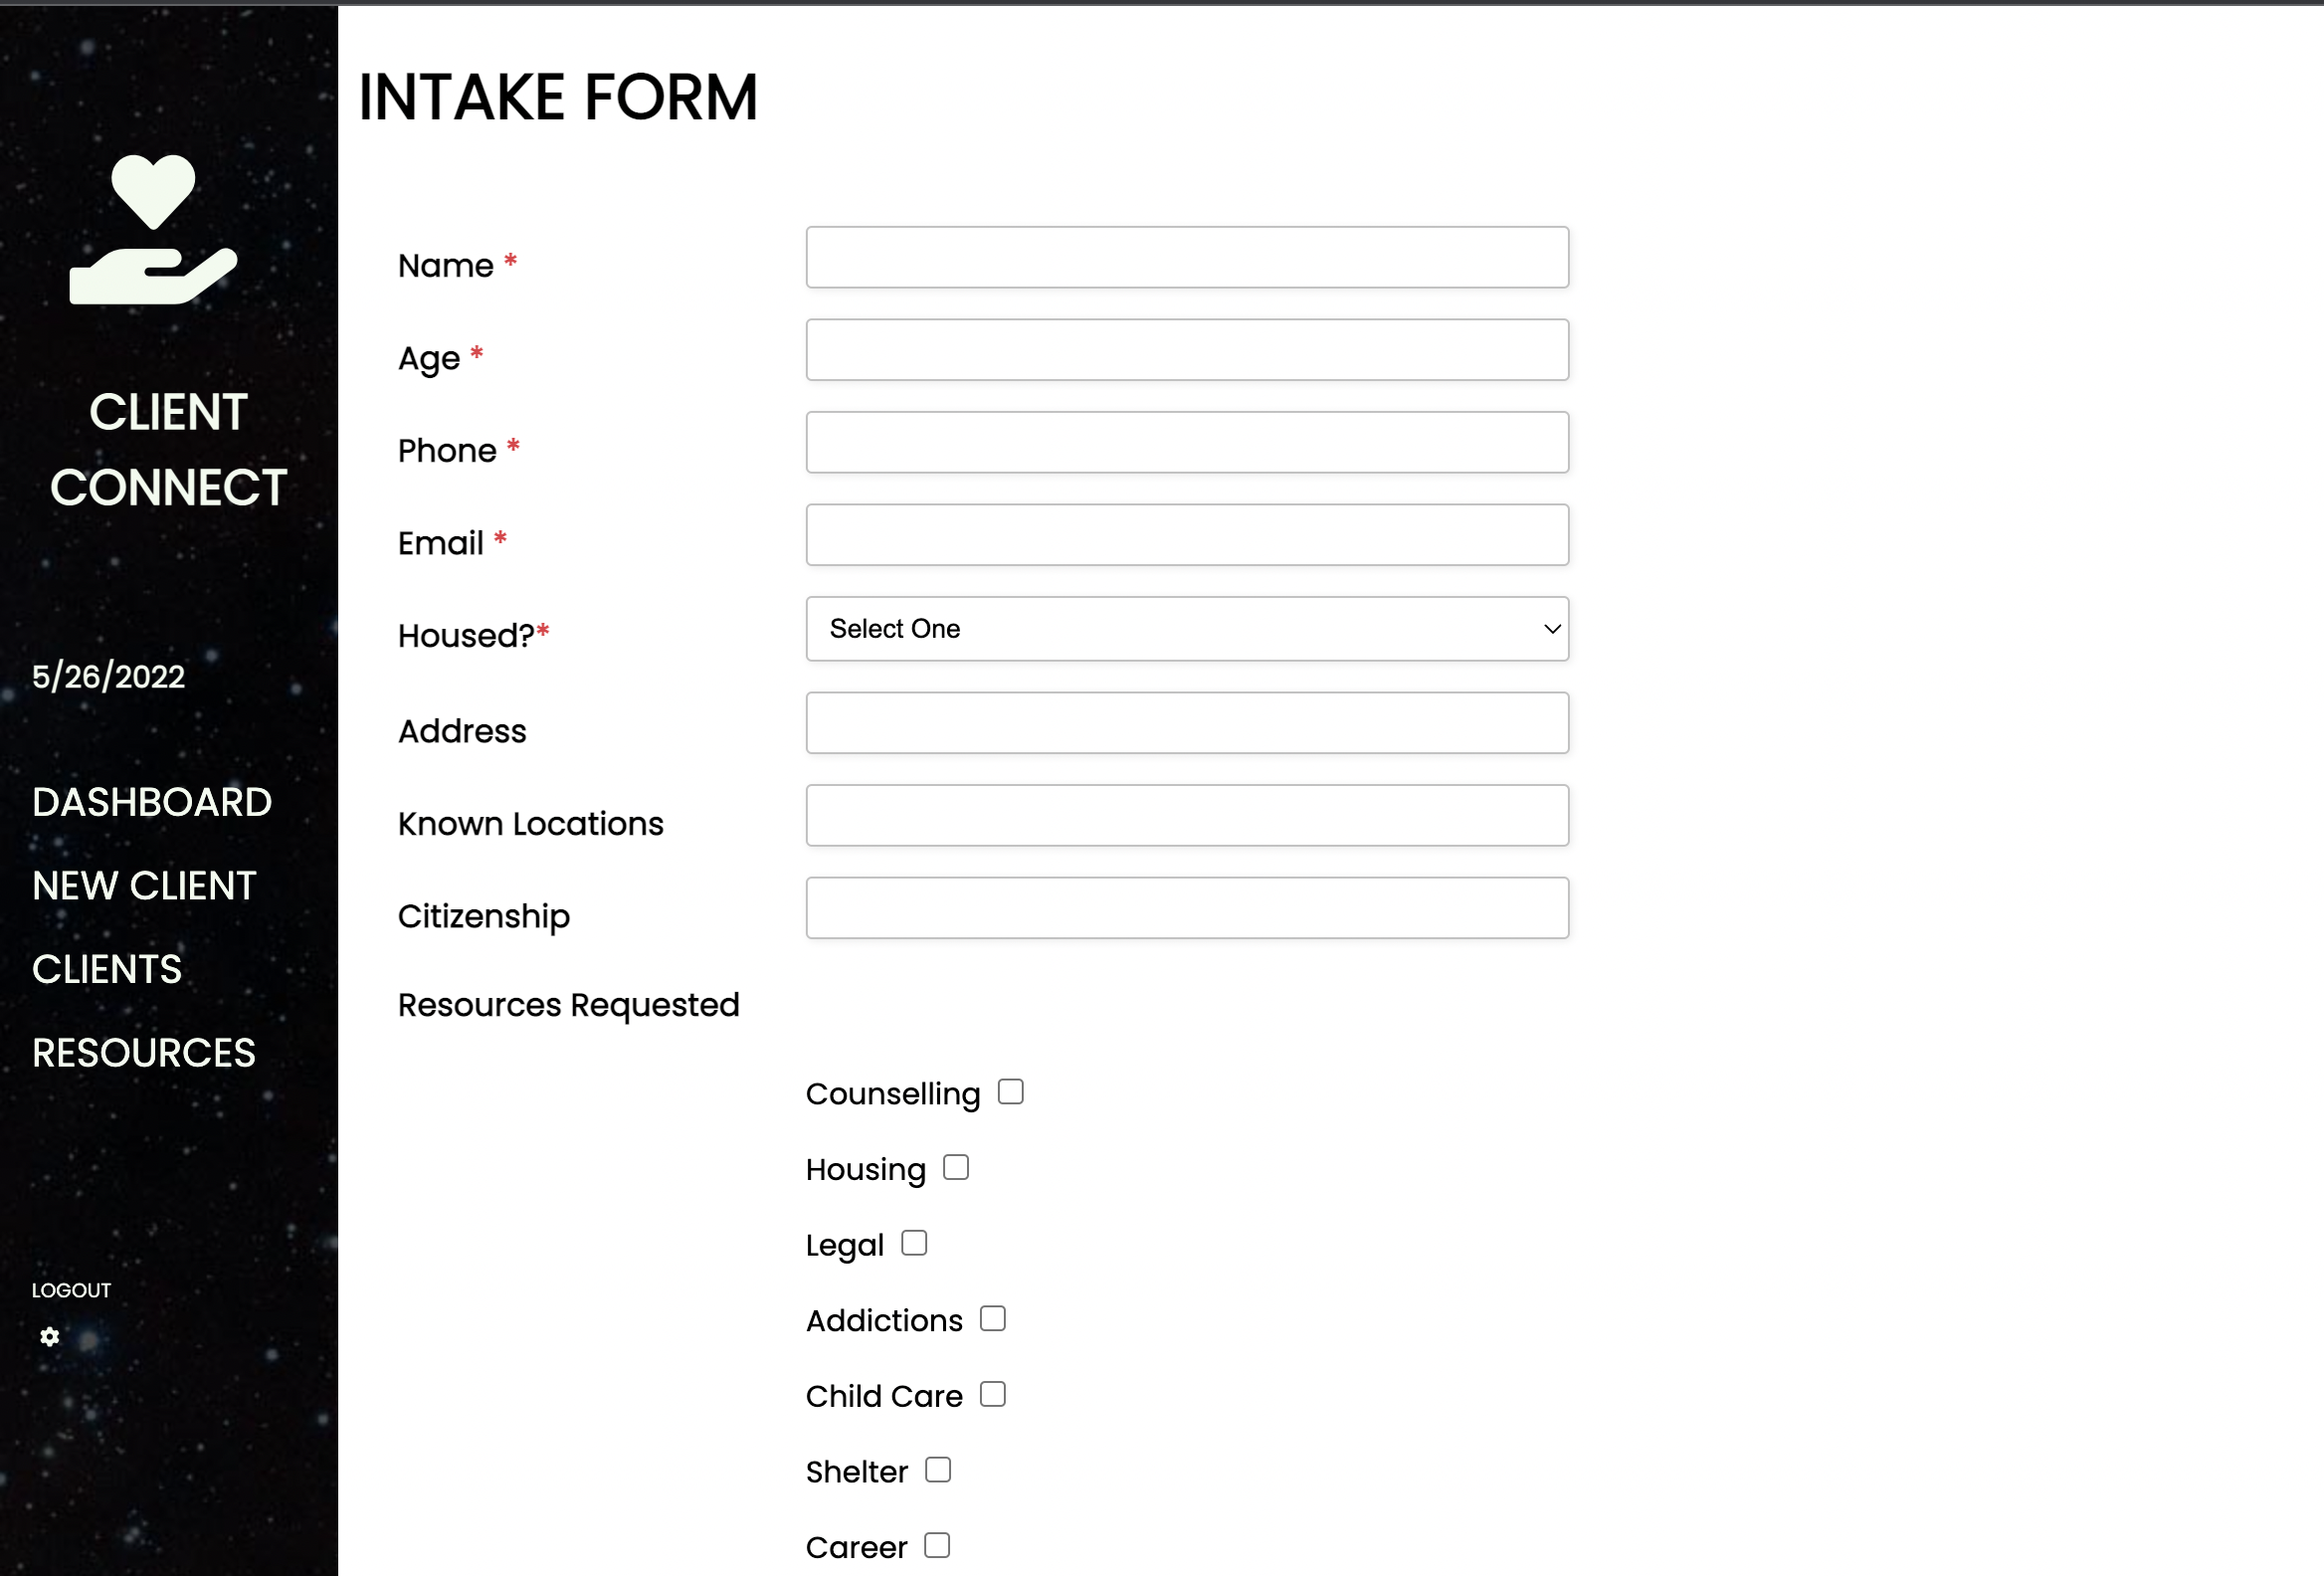 CLIENT
CONNECT
5/26/2022
DASHBOARD
NEW CLIENT
CLIENTS
RESOURCES
LOGOUT
INTAKE FORM
Name *
Age *
Phone *
Email *
Housed?* Select One
Address
Known Locations
Citizenship
Resources Requested
Counselling
Housing
Legal
Addictions
Child Care
Shelter
Career